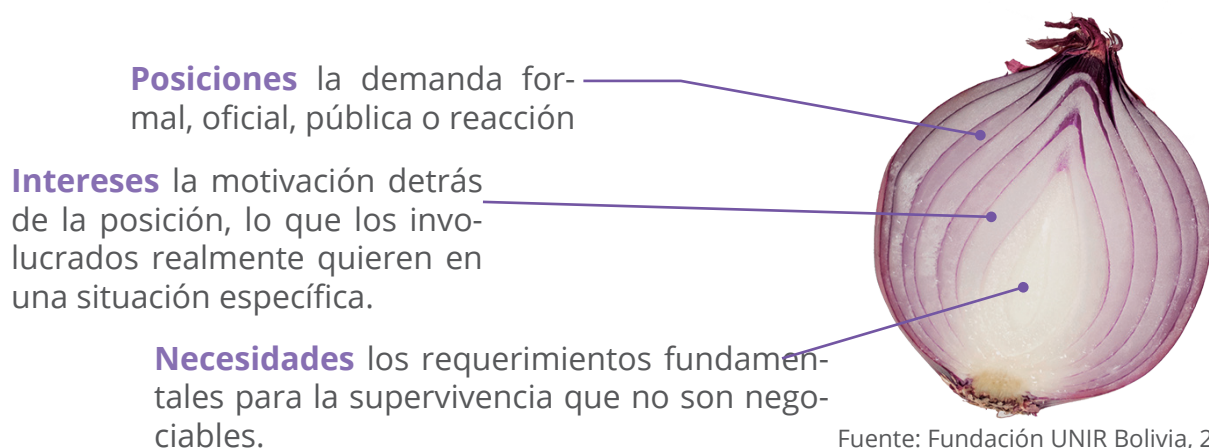 Posiciones la demanda for-
mal, oficial, pública o reacción
Intereses la motivación detrás
de la posición, lo que los invo-
lucrados realmente quieren en
una situación específica.
Necesidades los requerimientos fundamen-
tales para la supervivencia que no son nego-
ciables.
Fuente: Fundación UNIR Bolivia, 2